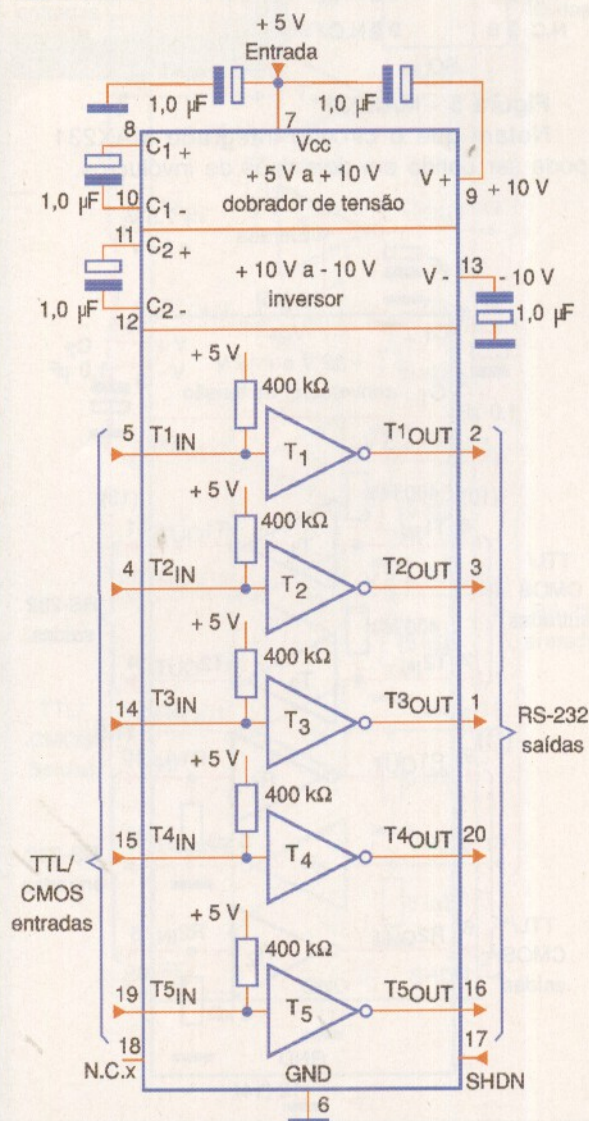 + 5 V
Entrada
1,0 µF
1,0 µF
8
7
C1 +
Vcc
+ 5 V a + 10 V
V +
1,0 µF
10
C1 -
dobrador de tensão
9
+ 10 V
11
C2 +
+ 10 V a - 10 V
V -
13
- 10 V
1,0 µF
C2 -
inversor
1,0 µF
12
+ 5 V
400 kΩ
5
T1IN
T1
T1OUT
2
+ 5 V
400 kΩ
4
T2IN
T2
T2OUT
3
+ 5 V
400 kΩ
14
T3IN
T3
T3OUT
1
RS-232
saídas
+ 5 V
400 kΩ
15
T4IN
T4
T4OUT
20
TTL/
CMOS
entradas
+ 5 V
400 kΩ
19
T5IN
T5
T5OUT
16
18
17
N.C.x
GND
SHDN
6